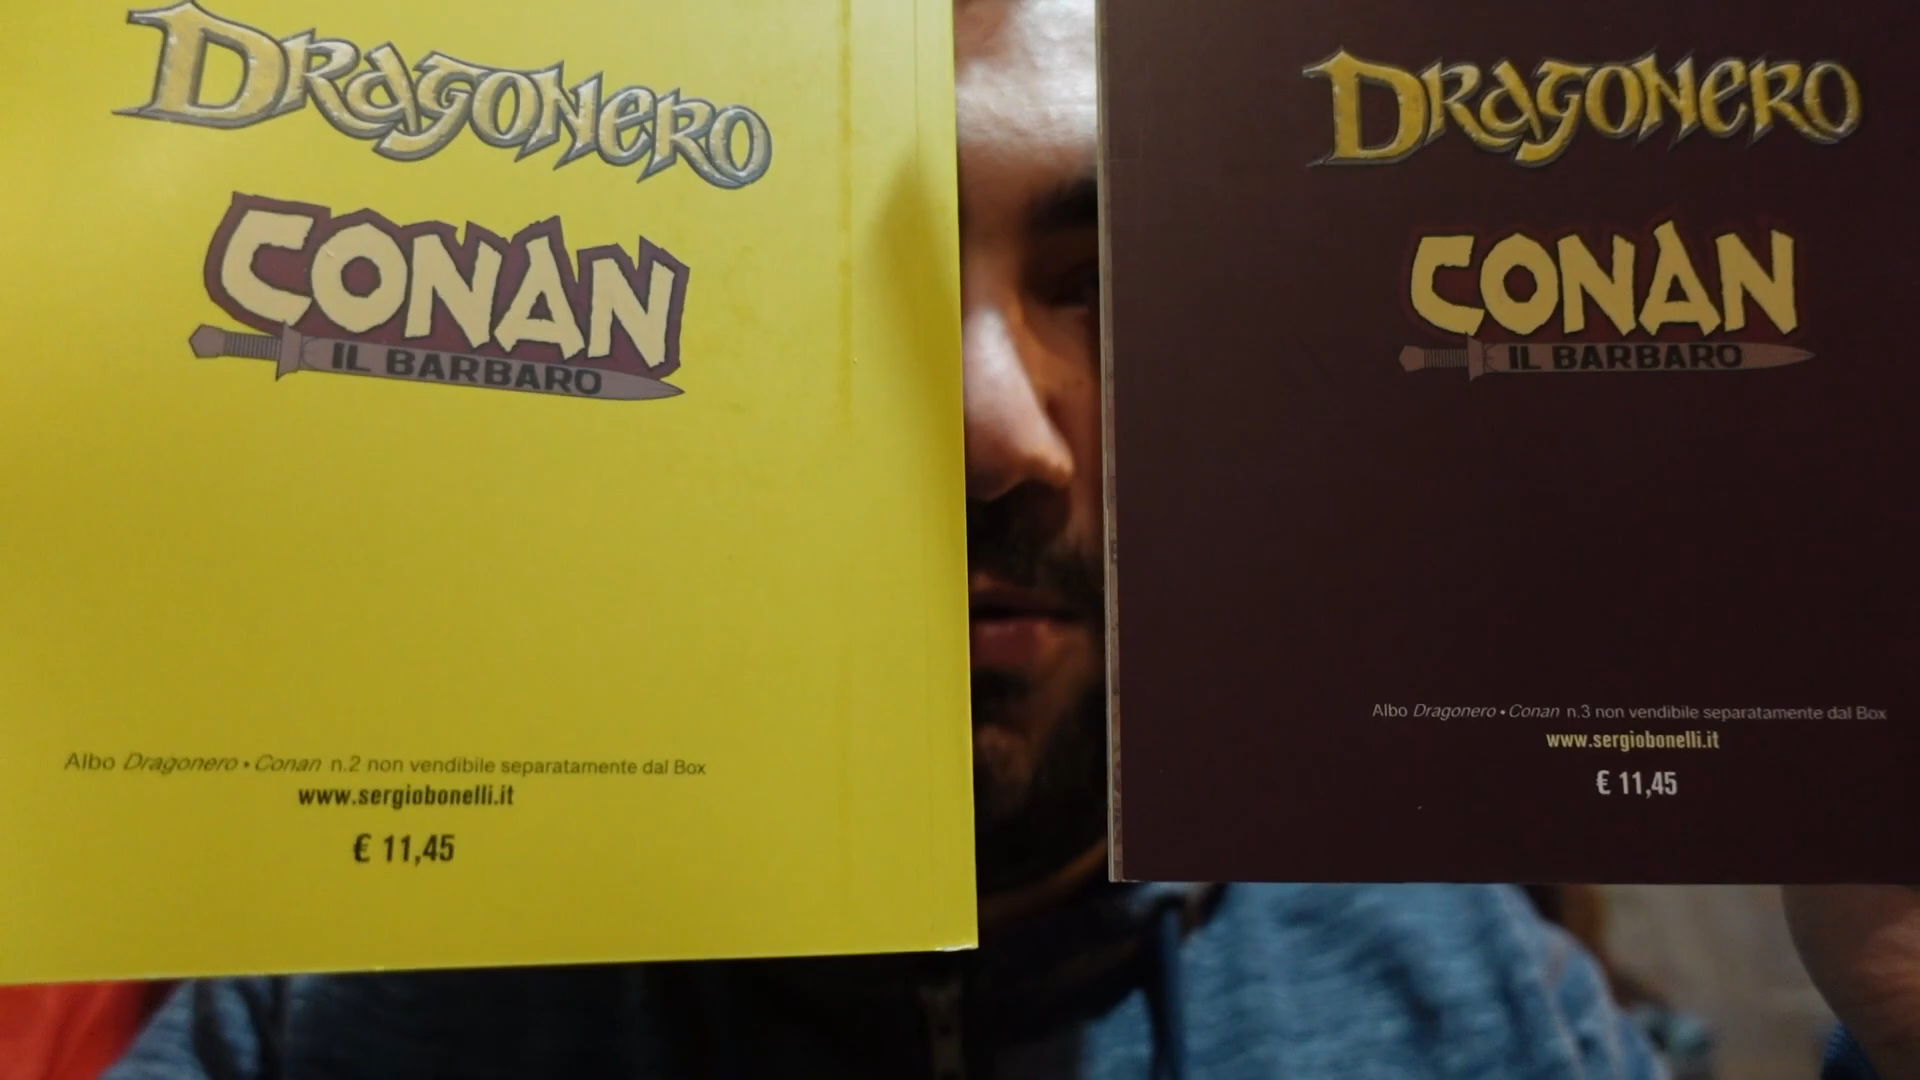 DRAGONERO
CONAN
IL BARBARO
Albo Dragonero • Conan n.2 non vendibile separatamente dal Box
www.sergiobonelli.it
€ 11,45
DRAGONERO
CONAN
IL BARBARO
Albo Dragonero • Conan n.3 non vendibile separatamente dal Box
www.sergiobonelli.it
€ 11,45